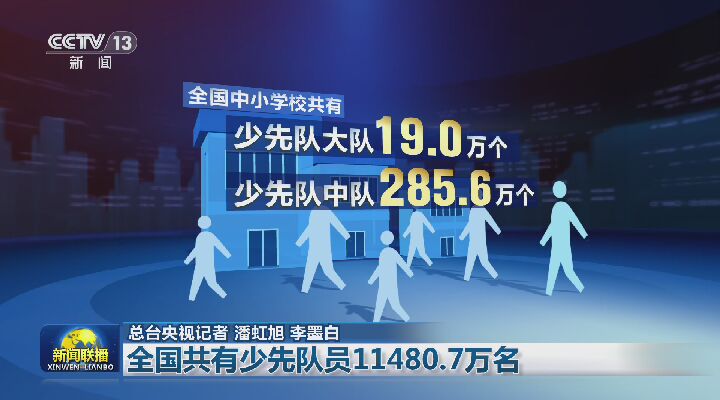 CCTV 13
新闻
全国中小学校共有
少先队大队19.0万个
少先队中队285.6万个
总台央视记者 潘虹旭 李墨白
新闻联播
XINWEN-LIANBO
全国共有少先队员11480.7万名